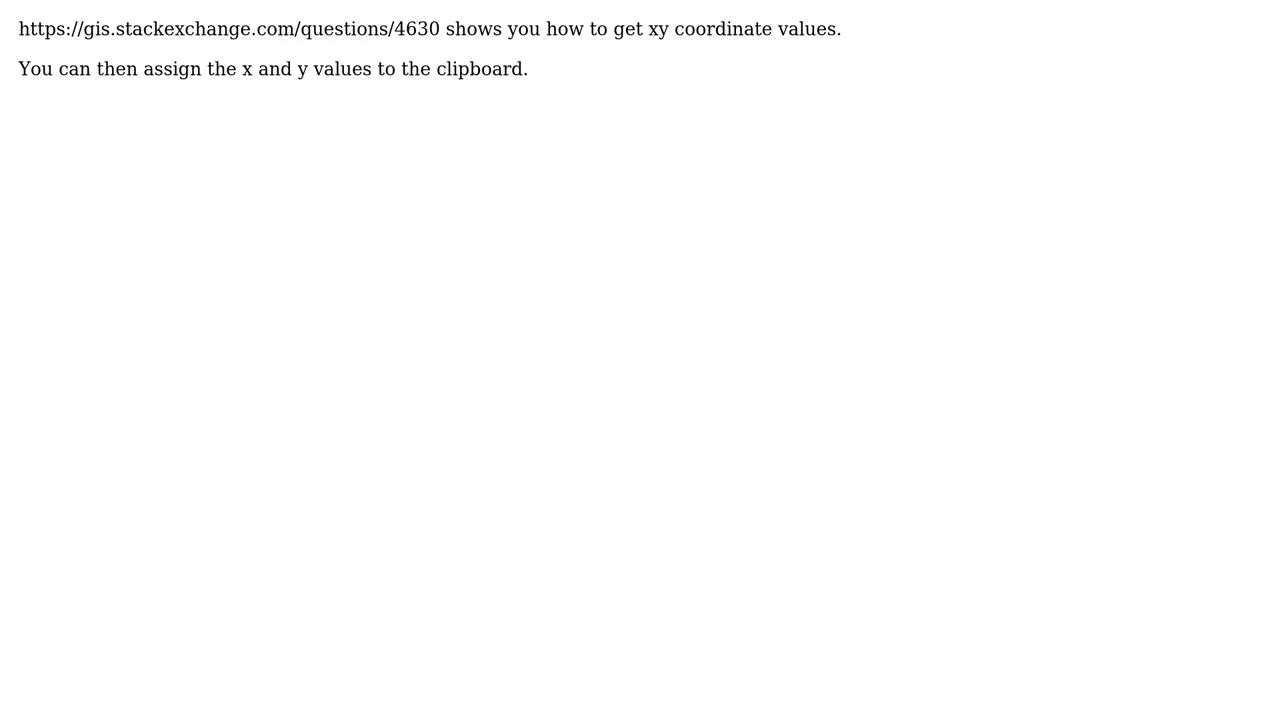 https://gis.stackexchange.com/questions/4630 shows you how to get xy coordinate values.
You can then assign the x and y values to the clipboard.